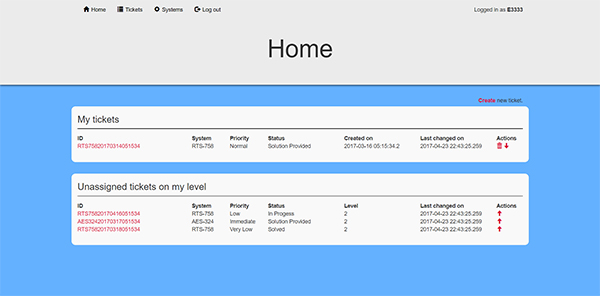 Home Tickets Systems Log out Logged in as E3333
Home
Create new ticket.
My tickets
ID System Priority Status Created on Last changed on Actions
RTS75820170314051534 RTS-758 Normal Solution Provided 2017-03-16 05:15:34.2 2017-04-23 22:43:25.259
Unassigned tickets on my level
ID System Priority Status Level Last changed on Actions
RTS75820170416051534 RTS-758 Low In Progess 2 2017-04-23 22:43:25.259
AES32420170317051534 AES-324 Immediate Solution Provided 2 2017-04-23 22:43:25.259
RTS75820170318051534 RTS-758 Very Low Solved 2 2017-04-23 22:43:25.259